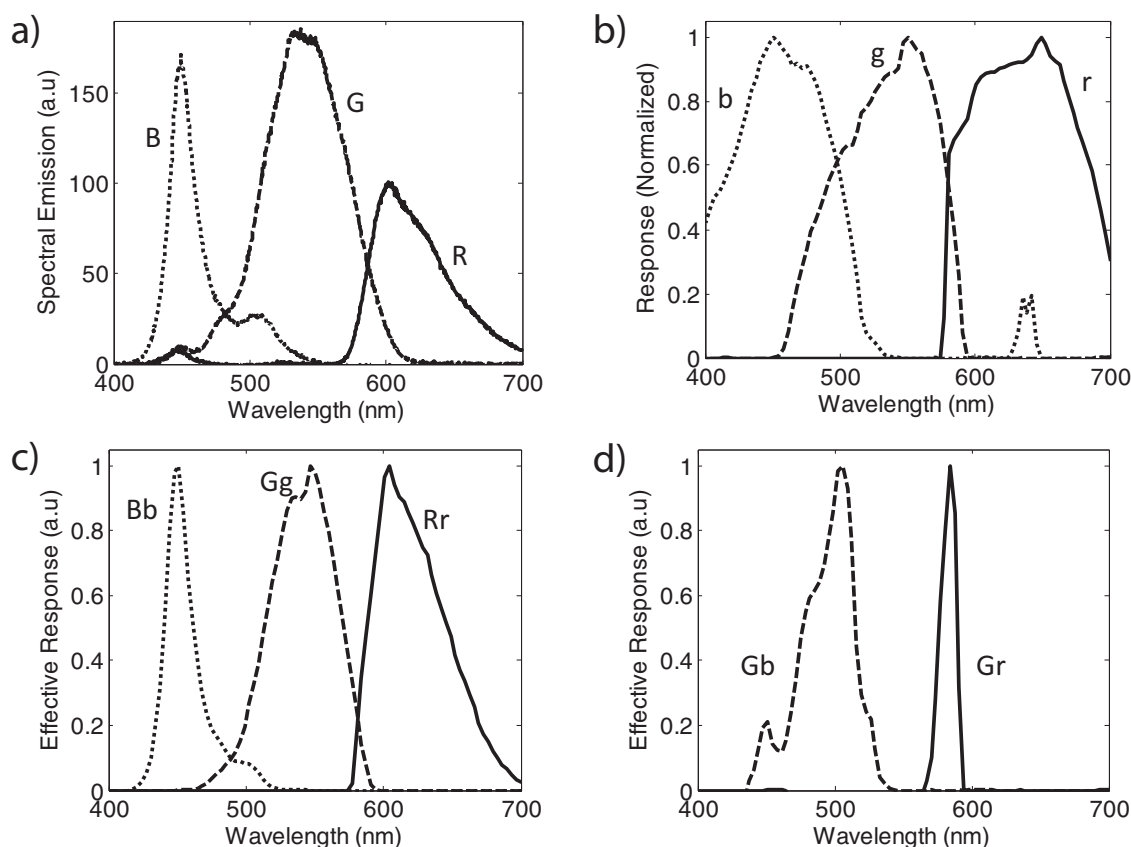 a)
Spectral Emission (a.u)
150
100
50
0
B
G
R
400
500
600
700
Wavelength (nm)
b)
Response (Normalized)
1
0.8
0.6
0.4
0.2
0
b
g
r
400
500
600
700
Wavelength (nm)
c)
Effective Response (a.u)
1
0.8
0.6
0.4
0.2
0
Bb
Gg
Rr
400
500
600
700
Wavelength (nm)
d)
Effective Response (a.u)
1
0.8
0.6
0.4
0.2
0
Gb
Gr
400
500
600
700
Wavelength (nm)